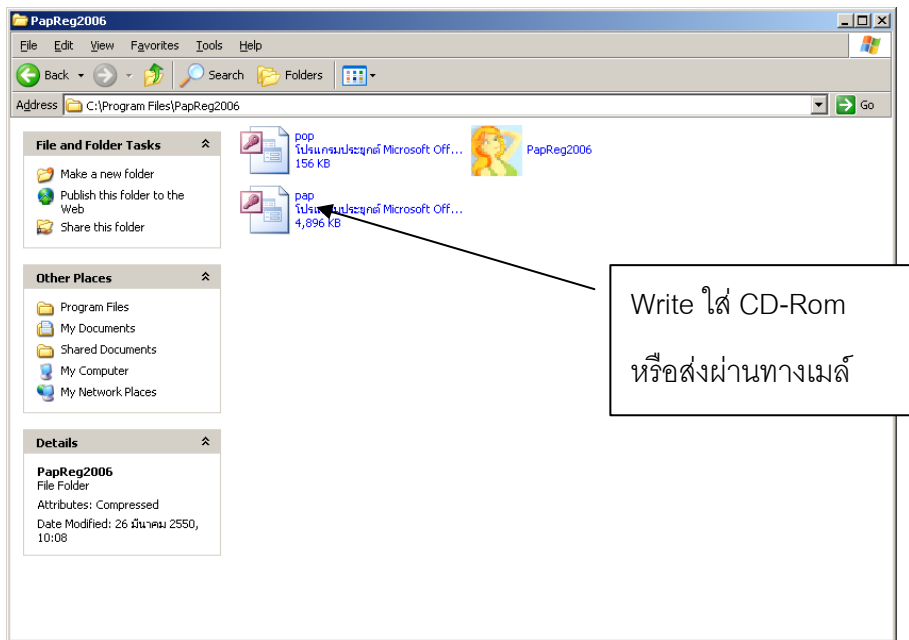 PapReg2006
File Edit View Favorites Tools Help
Back Search Folders
Address C:\Program Files\PapReg2006 Go
File and Folder Tasks
Make a new folder
Publish this folder to the
Web
Share this folder
Other Places
Program Files
My Documents
Shared Documents
My Computer
My Network Places
Details
PapReg2006
File Folder
Attributes: Compressed
Date Modified: 26 มีนาคม 2550,
10:08
pop
โปรแกรมประยุกต์ Microsoft Off...
156 KB
PapReg2006
pap
โปรแกรมประยุกต์ Microsoft Off...
4,896 KB
Write ใส่ CD-Rom
หรือส่งผ่านทางเมล์